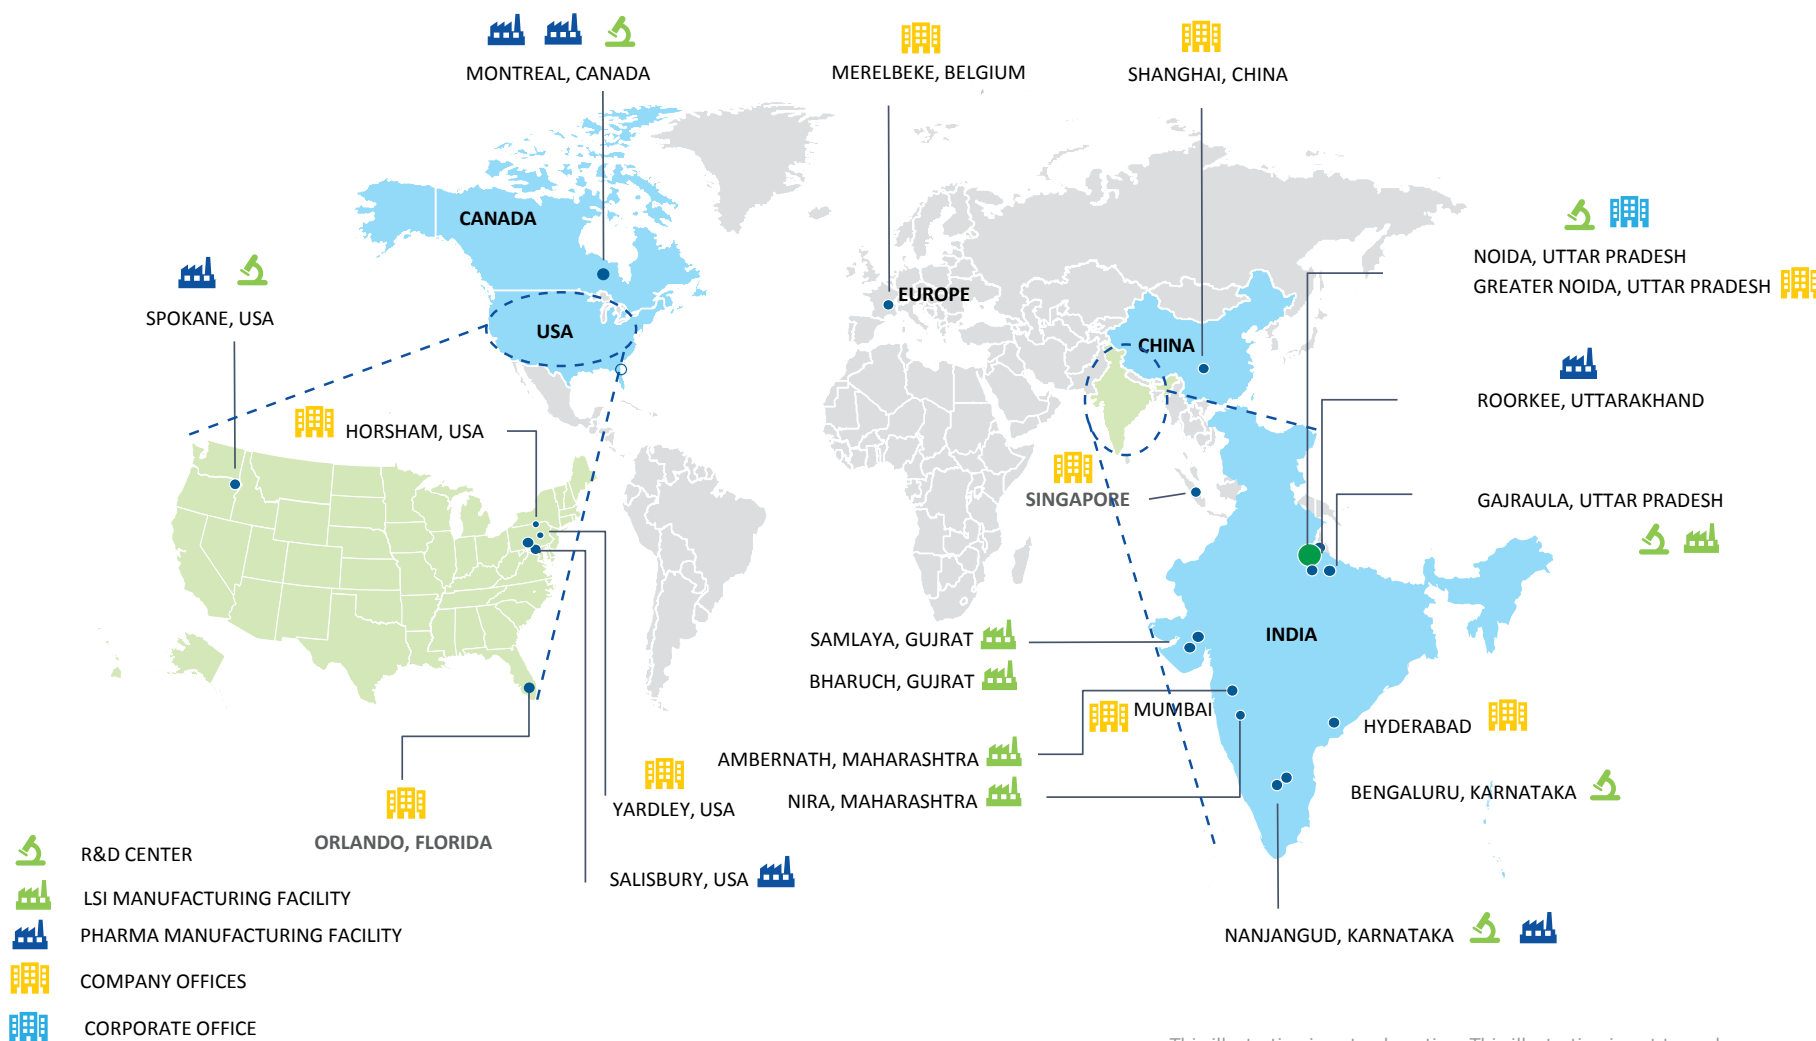 MONTREAL, CANADA
MERELBEKE, BELGIUM
SHANGHAI, CHINA
CANADA
NOIDA, UTTAR PRADESH
GREATER NOIDA, UTTAR PRADESH
SPOKANE, USA
EUROPE
USA
CHINA
ROORKEE, UTTARAKHAND
HORSHAM, USA
SINGAPORE
GAJRAULA, UTTAR PRADESH
SAMLAYA, GUJRAT
INDIA
BHARUCH, GUJRAT
MUMBAI
HYDERABAD
AMBERNATH, MAHARASHTRA
NIRA, MAHARASHTRA
BENGALURU, KARNATAKA
YARDLEY, USA
ORLANDO, FLORIDA
SALISBURY, USA
NANJANGUD, KARNATAKA
R&D CENTER
LSI MANUFACTURING FACILITY
PHARMA MANUFACTURING FACILITY
COMPANY OFFICES
CORPORATE OFFICE